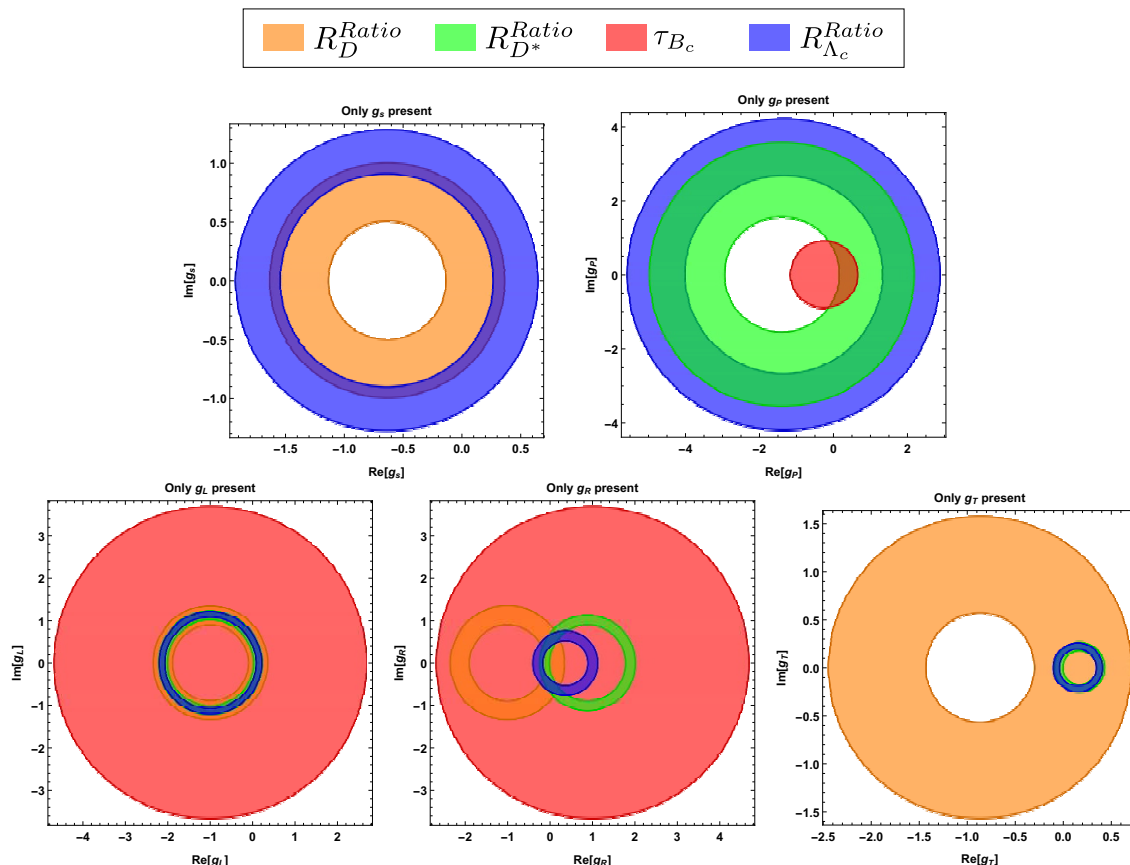 R_D^{Ratio} R_{D*}^{Ratio} τ_{B_c} R_{Λ_c}^{Ratio}
Only g_s present
Only g_P present
Im[g_s]
1.0
0.5
0.0
−0.5
−1.0
−1.5 −1.0 −0.5 0.0 0.5
Re[g_s]
Im[g_P]
4
2
0
−2
−4
−4 −2 0 2
Re[g_P]
Only g_L present
Only g_R present
Only g_T present
Im[g_L]
3
2
1
0
−1
−2
−3
−4 −3 −2 −1 0 1 2
Re[g_L]
Im[g_R]
3
2
1
0
−1
−2
−3
−2 −1 0 1 2 3 4
Re[g_R]
Im[g_T]
1.5
1.0
0.5
0.0
−0.5
−1.0
−1.5
−2.5 −2.0 −1.5 −1.0 −0.5 0.0 0.5
Re[g_T]